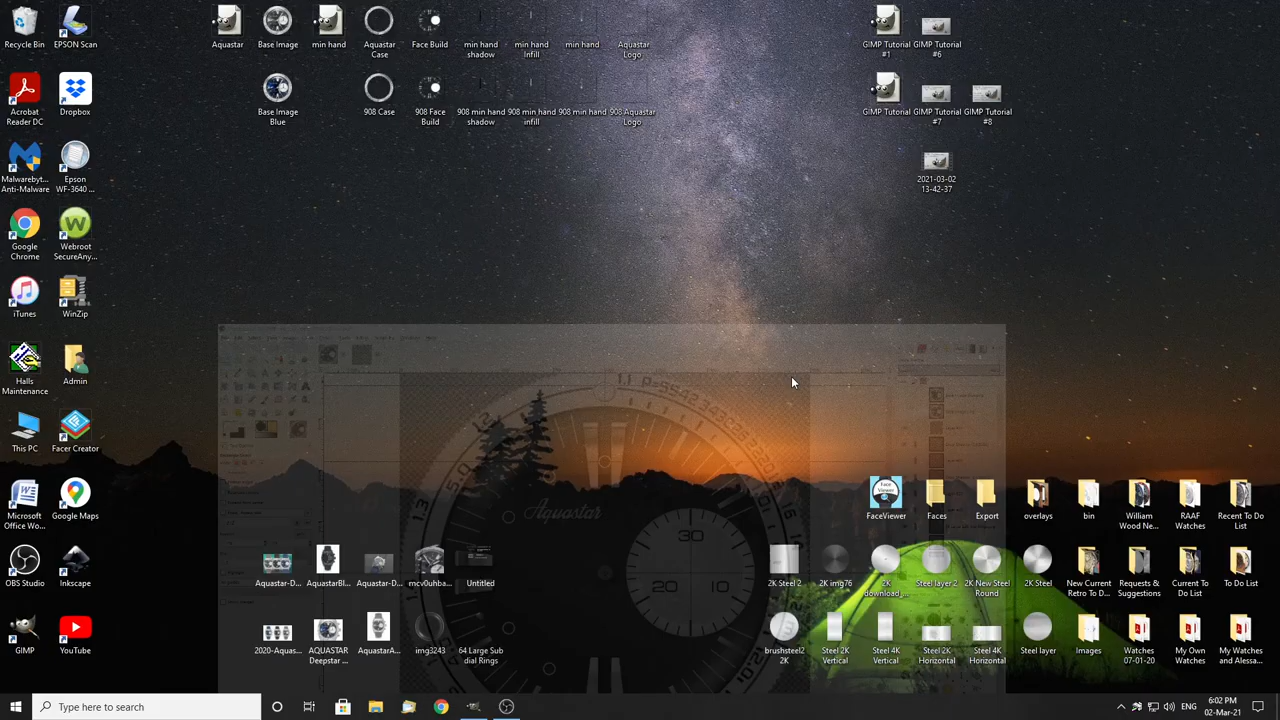 Recycle Bin
EPSON Scan
Aquastar
Base Image
min hand
Aquastar
Case
Face Build
min hand
shadow
min hand
Infill
min hand
Aquastar
Logo
GIMP Tutorial
#1
GIMP Tutorial
#6
Acrobat
Reader DC
Dropbox
Base Image
Blue
908 Case
908 Face
Build
908 min hand
shadow
908 min hand
infill
908 min hand
908 Aquastar
Logo
GIMP Tutorial
GIMP Tutorial
#7
GIMP Tutorial
#8
Malwarebyt...
Anti-Malware
Epson
WF-3640 ...
2021-03-02
13-42-37
Google
Chrome
Webroot
SecureAny...
iTunes
WinZip
Halls
Maintenance
Admin
This PC
Facer Creator
Aquastar
30
20
10
Microsoft
Office Wo...
Google Maps
Face
Viewer
FaceViewer
Faces
Export
overlays
bin
William
Wood Ne...
RAAF
Watches
Recent To Do
List
OBS Studio
Inkscape
Aquastar-D...
AquastarBl...
Aquastar-D...
mcv0uhba...
Untitled
2K Steel 2
2K img76
2K
download_...
Steel layer 2
2K New Steel
Round
2K Steel
New Current
Retro To D...
Requests &
Suggestions
Current To
Do List
To Do List
GIMP
YouTube
2020-Aquas...
AQUASTAR
Deepstar ...
AquastarA...
img3243
64 Large Sub
dial Rings
brushsteel2
2K
Steel 2K
Vertical
Steel 4K
Vertical
Steel 2K
Horizontal
Steel 4K
Horizontal
Steel layer
Images
Watches
07-01-20
My Own
Watches
My Watches
and Alessa...
Type here to search
ENG
6:02 PM
02-Mar-21